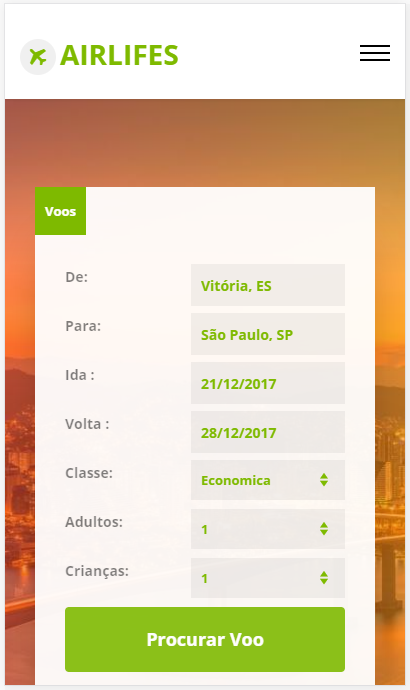 AIRLIFES
Voos
De: Vitória, ES
Para: São Paulo, SP
Ida : 21/12/2017
Volta : 28/12/2017
Classe: Economica
Adultos: 1
Crianças: 1
Procurar Voo